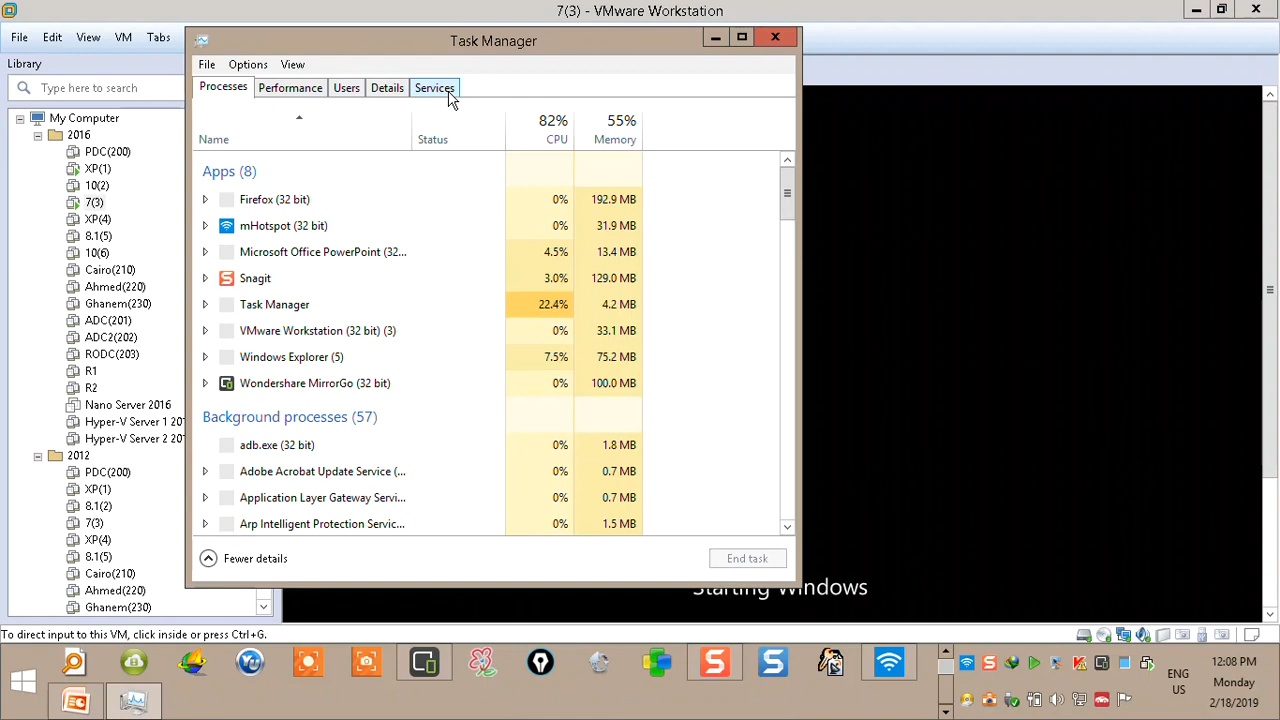 7(3) - VMware Workstation
File Edit View VM Tabs
Library
Type here to search
My Computer
2016
PDC(200)
XP(1)
10(2)
7(3)
XP(4)
8.1(5)
10(6)
Cairo(210)
Ahmed(220)
Ghanem(230)
ADC(201)
ADC2(202)
RODC(203)
R1
R2
Nano Server 2016
Hyper-V Server 1 201
Hyper-V Server 2 201
2012
PDC(200)
XP(1)
8.1(2)
7(3)
XP(4)
8.1(5)
Cairo(210)
Ahmed(220)
Ghanem(230)
Task Manager
File Options View
Processes Performance Users Details Services
82% 55%
Name Status CPU Memory
Apps (8)
Firefox (32 bit) 0% 192.9 MB
mHotspot (32 bit) 0% 31.9 MB
Microsoft Office PowerPoint (32... 4.5% 13.4 MB
Snagit 3.0% 129.0 MB
Task Manager 22.4% 4.2 MB
VMware Workstation (32 bit) (3) 0% 33.1 MB
Windows Explorer (5) 7.5% 75.2 MB
Wondershare MirrorGo (32 bit) 0% 100.0 MB
Background processes (57)
adb.exe (32 bit) 0% 1.8 MB
Adobe Acrobat Update Service (... 0% 0.7 MB
Application Layer Gateway Servi... 0% 0.7 MB
Arp Intelligent Protection Servic... 0% 1.5 MB
Fewer details End task
Starting Windows
To direct input to this VM, click inside or press Ctrl+G.
ENG
US
12:08 PM
Monday
2/18/2019